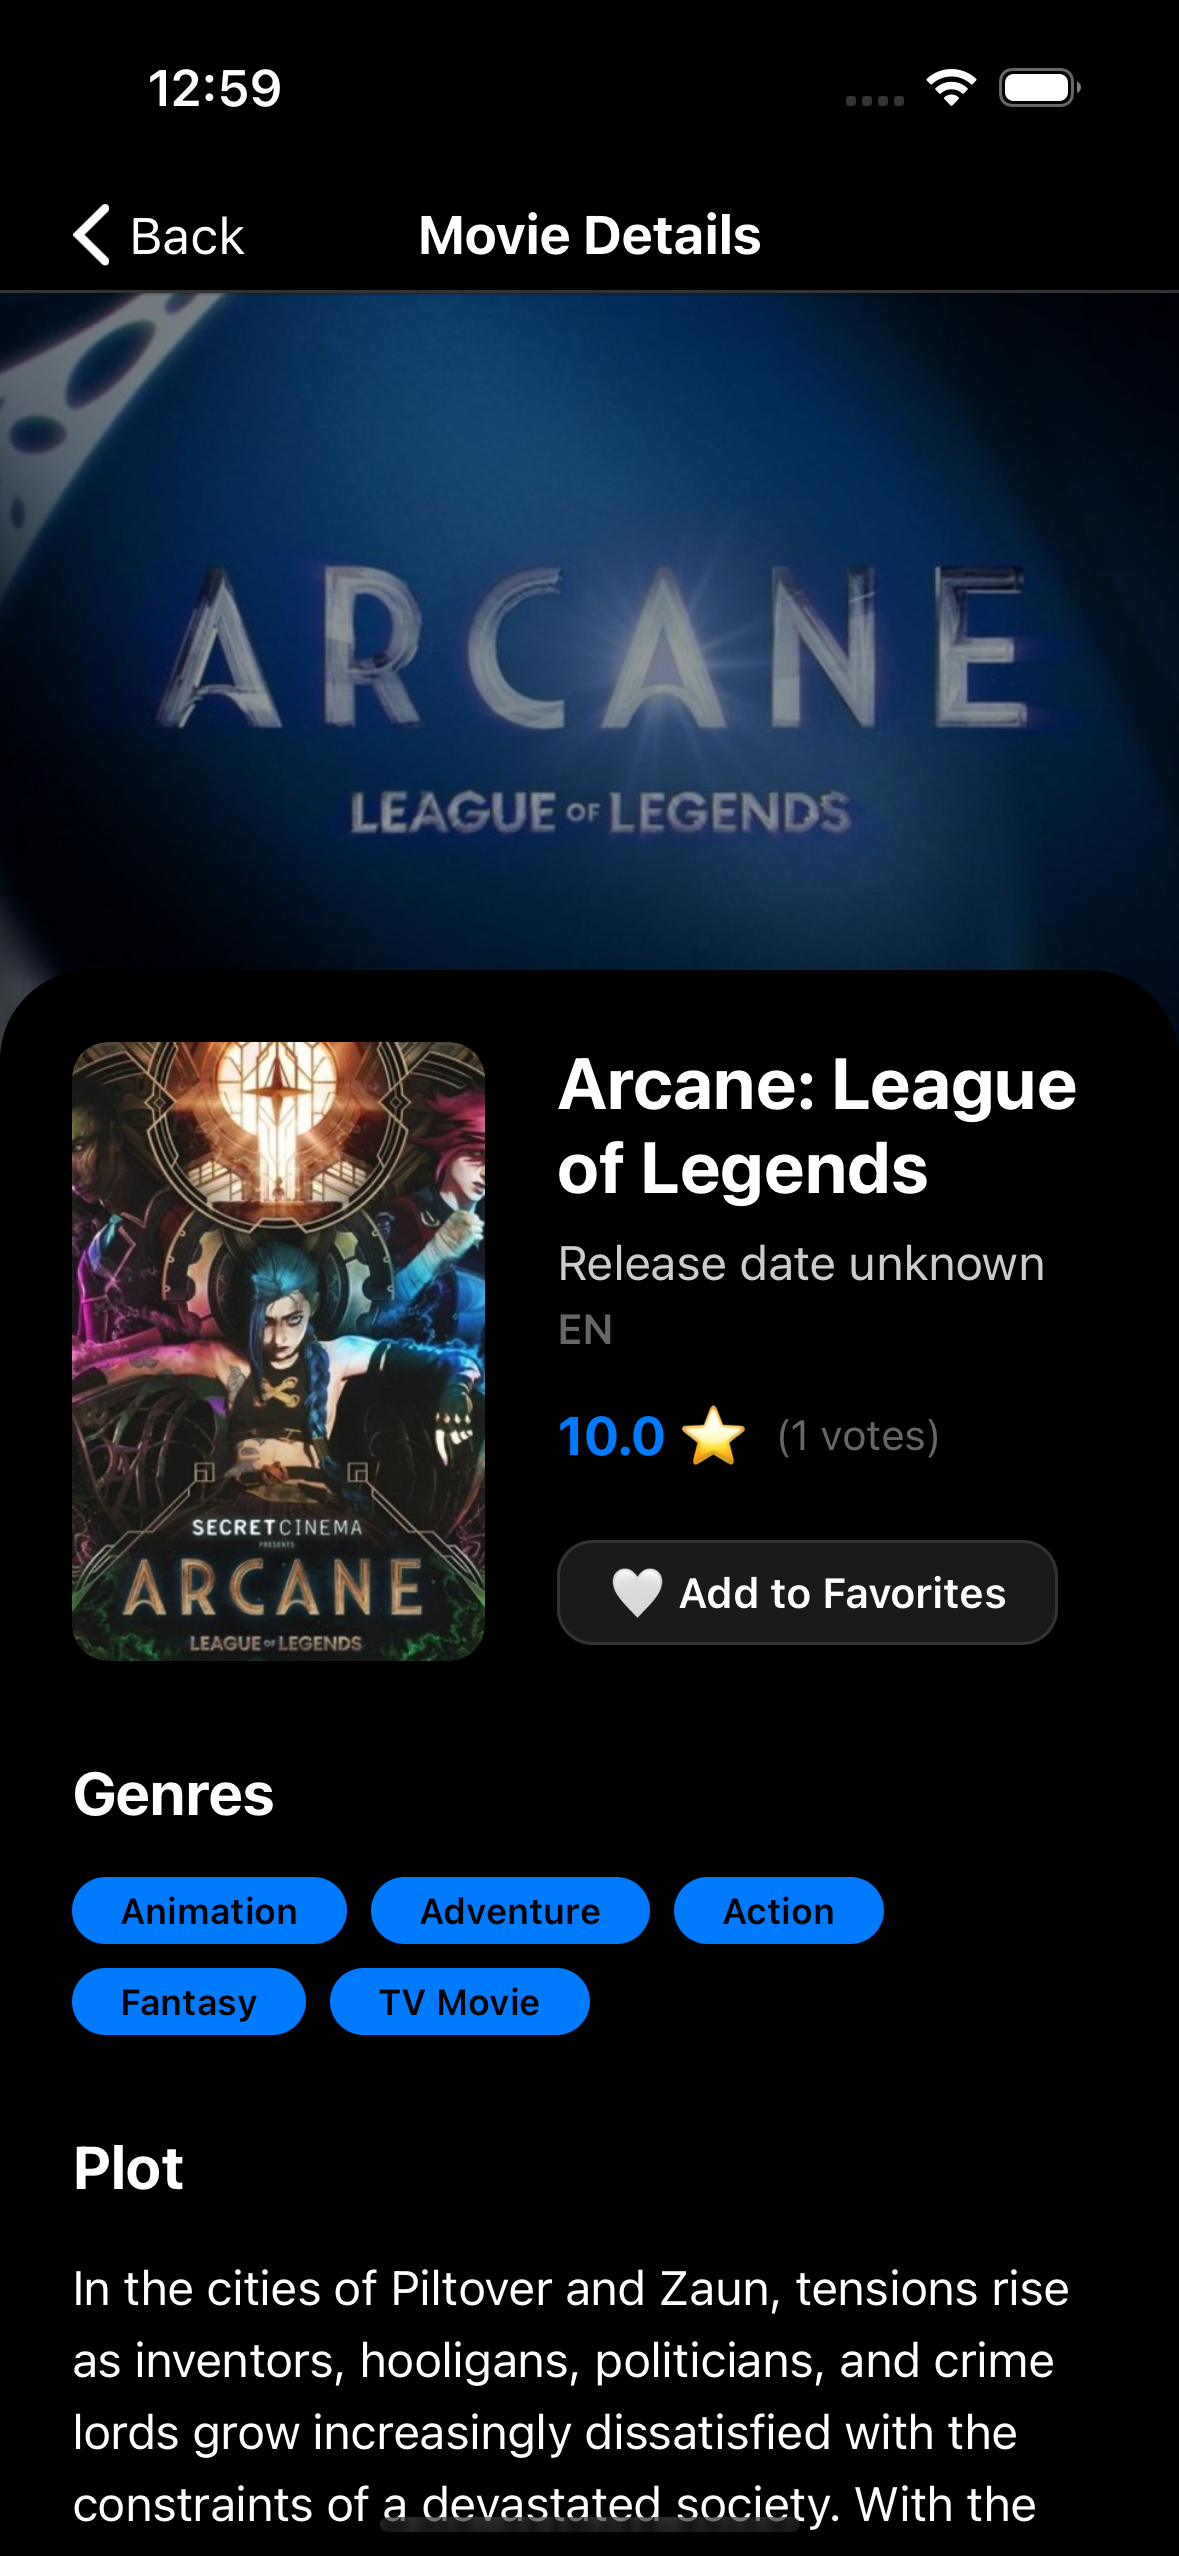 12:59
Back
Movie Details
ARCANE
LEAGUE OF LEGENDS
Arcane: League
of Legends
Release date unknown
EN
10.0 ⭐ (1 votes)
🤍 Add to Favorites
SECRETCINEMA
PRESENTS
ARCANE
LEAGUE OF LEGENDS
Genres
Animation
Adventure
Action
Fantasy
TV Movie
Plot
In the cities of Piltover and Zaun, tensions rise
as inventors, hooligans, politicians, and crime
lords grow increasingly dissatisfied with the
constraints of a devastated society. With the